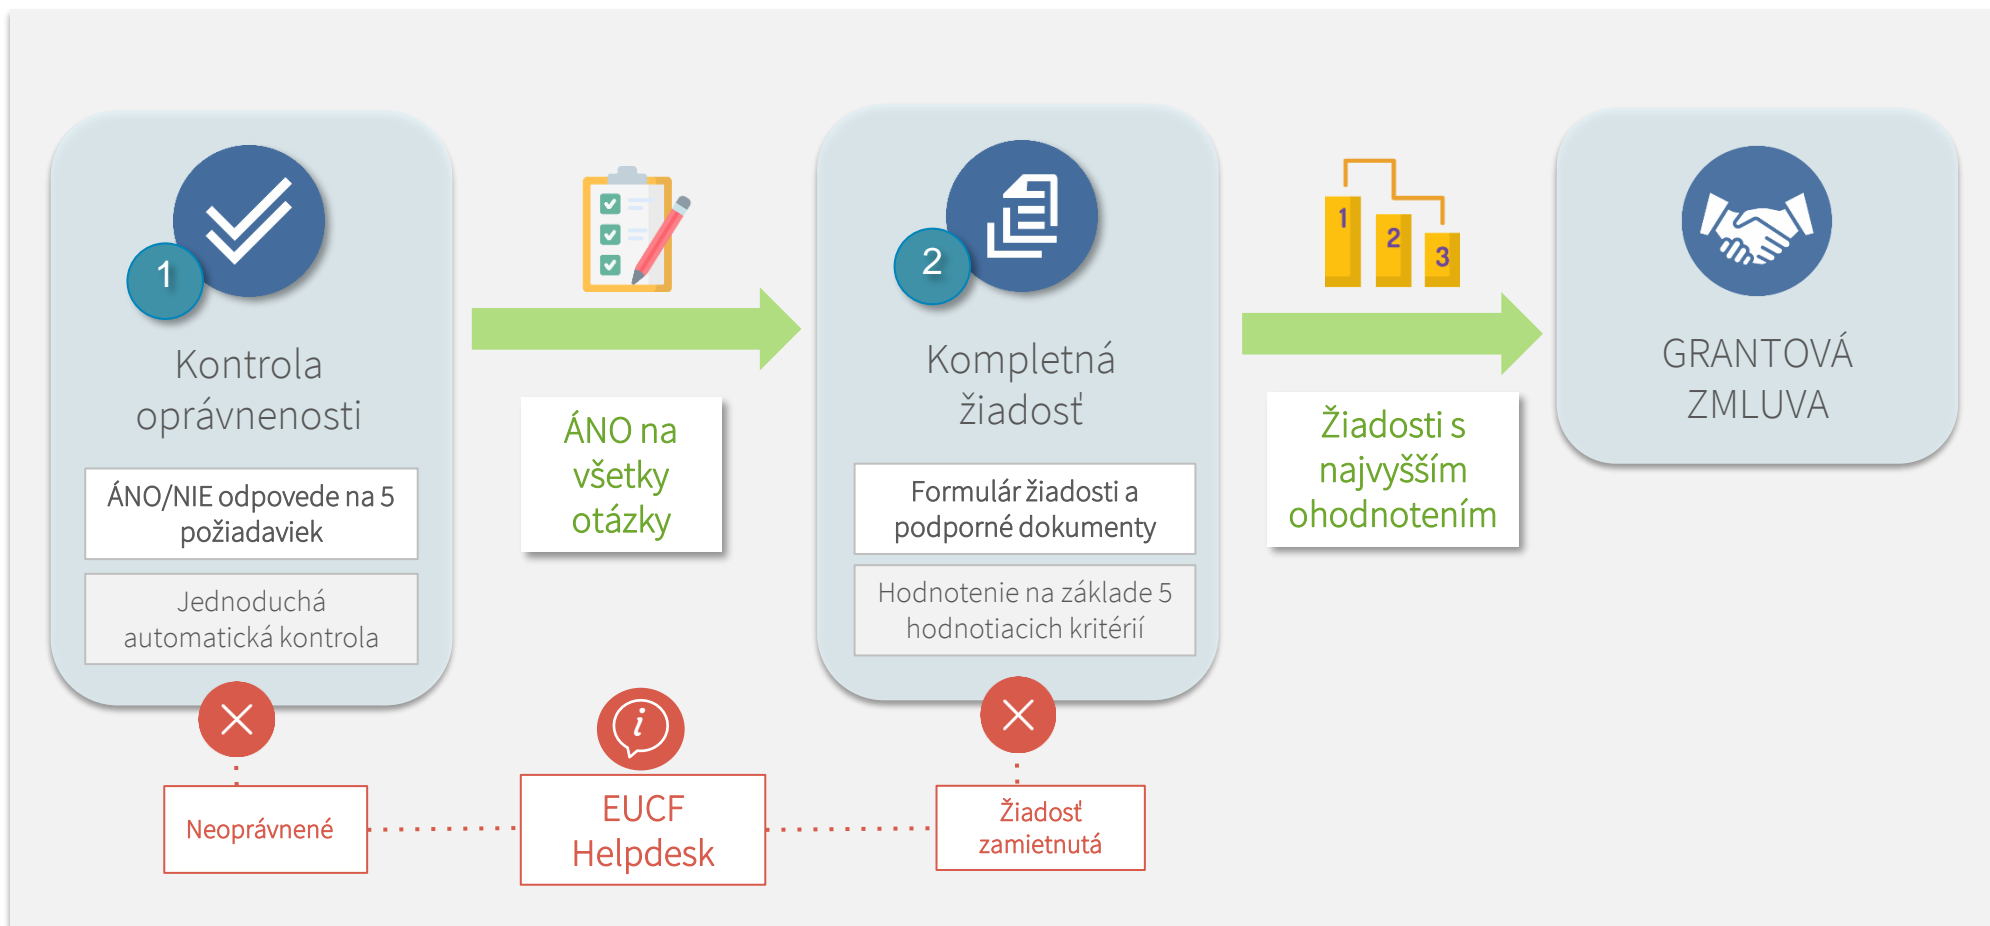 1
Kontrola
oprávnenosti
ÁNO/NIE odpovede na 5
požiadaviek
Jednoduchá
automatická kontrola
ÁNO na
všetky
otázky
2
Kompletná
žiadosť
Formulár žiadosti a
podporné dokumenty
Hodnotenie na základe 5
hodnotiacich kritérií
1
2
3
Žiadosti s
najvyšším
ohodnotením
GRANTOVÁ
ZMLUVA
Neoprávnené
i
EUCF
Helpdesk
Žiadosť
zamietnutá